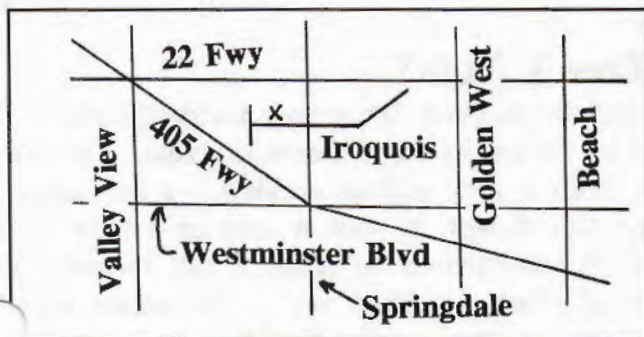 22 Fwy
x
405 Fwy
Iroquois
Valley View
Golden West
Beach
Westminster Blvd
Springdale